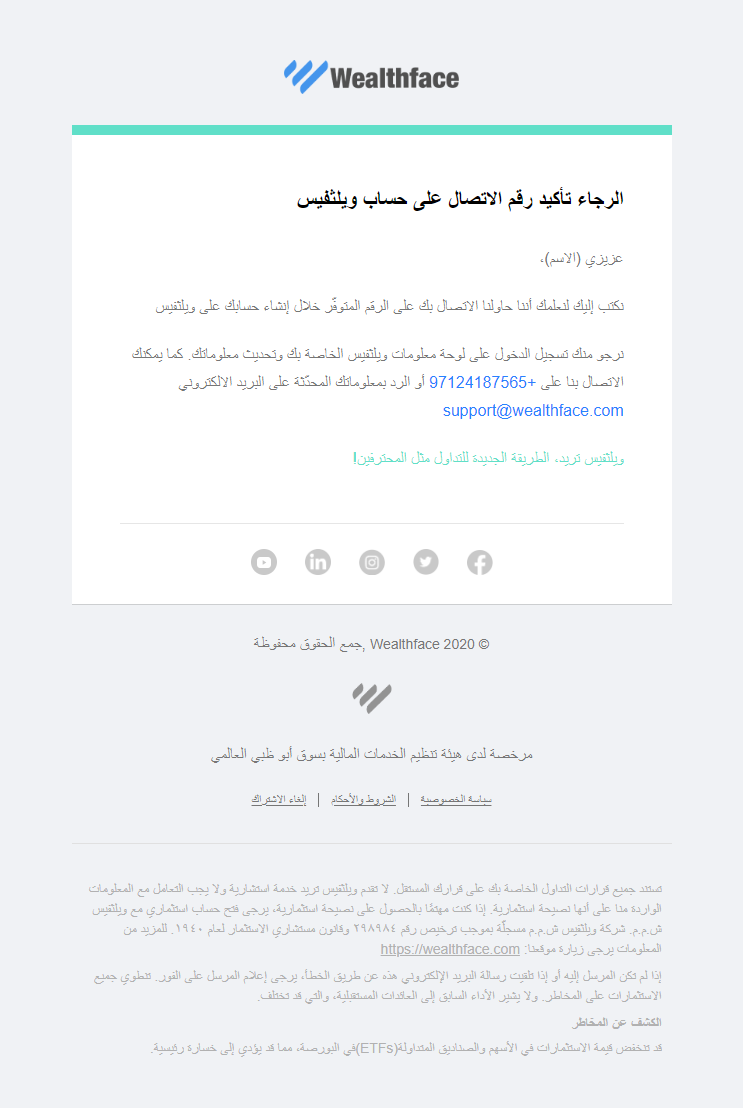 Wealthface
الرجاء تأكيد رقم الاتصال على حساب ويلثفيس
عزيزي (الاسم)،
نكتب إليك لنعلمك أننا حاولنا الاتصال بك على الرقم المتوفّر خلال إنشاء حسابك على ويلثفيس
نرجو منك تسجيل الدخول على لوحة معلومات ويلثفيس الخاصة بك وتحديث معلوماتك. كما يمكنك
الاتصال بنا على +97124187565 أو الرد بمعلوماتك المحدّثة على البريد الالكتروني
support@wealthface.com
ويلثفيس تريد، الطريقة الجديدة للتداول مثل المحترفين!
© Wealthface 2020 ,جمع الحقوق محفوظة
مرخصة لدى هيئة تنظيم الخدمات المالية بسوق أبو ظبي العالمي
سياسة الخصوصية | الشروط والأحكام | إلغاء الاشتراك
تستند جميع قرارات التداول الخاصة بك على قرارك المستقل. لا تقدم ويلثفيس تريد خدمة استشارية ولا يجب التعامل مع المعلومات
الواردة منا على أنها نصيحة استثمارية. إذا كنت مهتمًا بالحصول على نصيحة استثمارية، يرجى فتح حساب استثماري مع ويلثفيس
ش.م.م. شركة ويلثفيس ش.م.م مسجلّة بموجب ترخيص رقم ٢٩٨٩٨٤ وقانون مستشاري الاستثمار لعام ١٩٤٠. للمزيد من
المعلومات يرجى زيارة موقعنا: https://wealthface.com
إذا لم تكن المرسل إليه أو إذا تلقيت رسالة البريد الإلكتروني هذه عن طريق الخطأ، يرجى إعلام المرسل على الفور. تنطوي جميع
الاستثمارات على المخاطر. ولا يشير الأداء السابق إلى العائدات المستقبلية، والتي قد تختلف.
الكشف عن المخاطر
قد تنخفض قيمة الاستثمارات في الأسهم والصناديق المتداولة(ETFs)في البورصة، مما قد يؤدي إلى خسارة رئيسية.